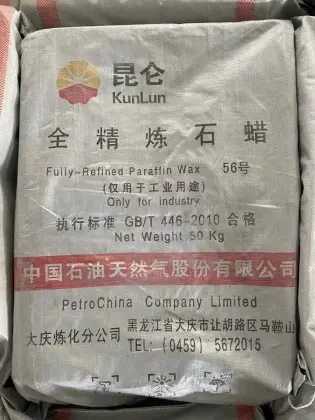 昆仑
KunLun
全精炼石蜡
Fully-Refined Paraffin Wax 56号
(仅用于工业用途)
Only for industry
执行标准 GB/T 446-2010 合格
Net Weight 50 Kg
中国石油天然气股份有限公司
PetroChina Company Limited
大庆炼化分公司 黑龙江省大庆市让胡路区马鞍山
TEL: (0459) 5672015